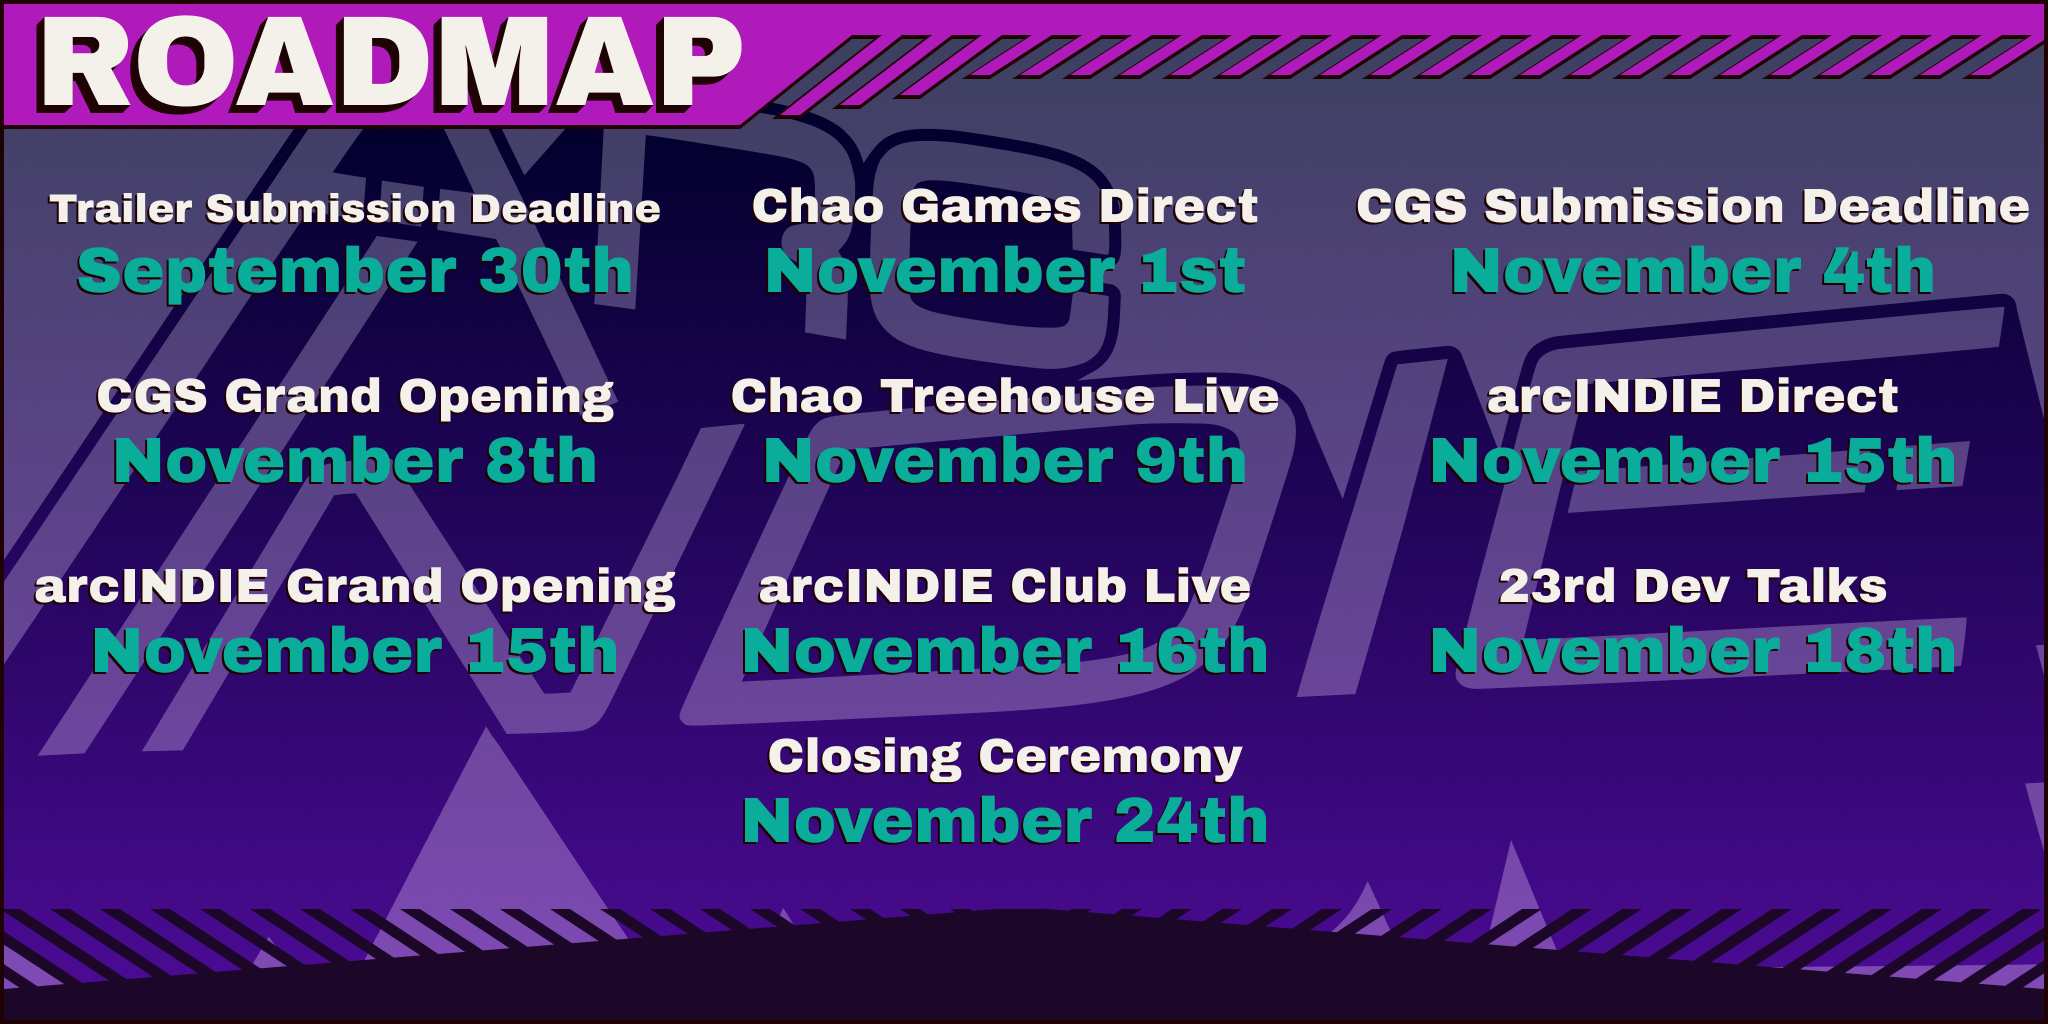 ROADMAP
Trailer Submission Deadline
September 30th
Chao Games Direct
November 1st
CGS Submission Deadline
November 4th
CGS Grand Opening
November 8th
Chao Treehouse Live
November 9th
arcINDIE Direct
November 15th
arcINDIE Grand Opening
November 15th
arcINDIE Club Live
November 16th
23rd Dev Talks
November 18th
Closing Ceremony
November 24th
ARC
INDIE